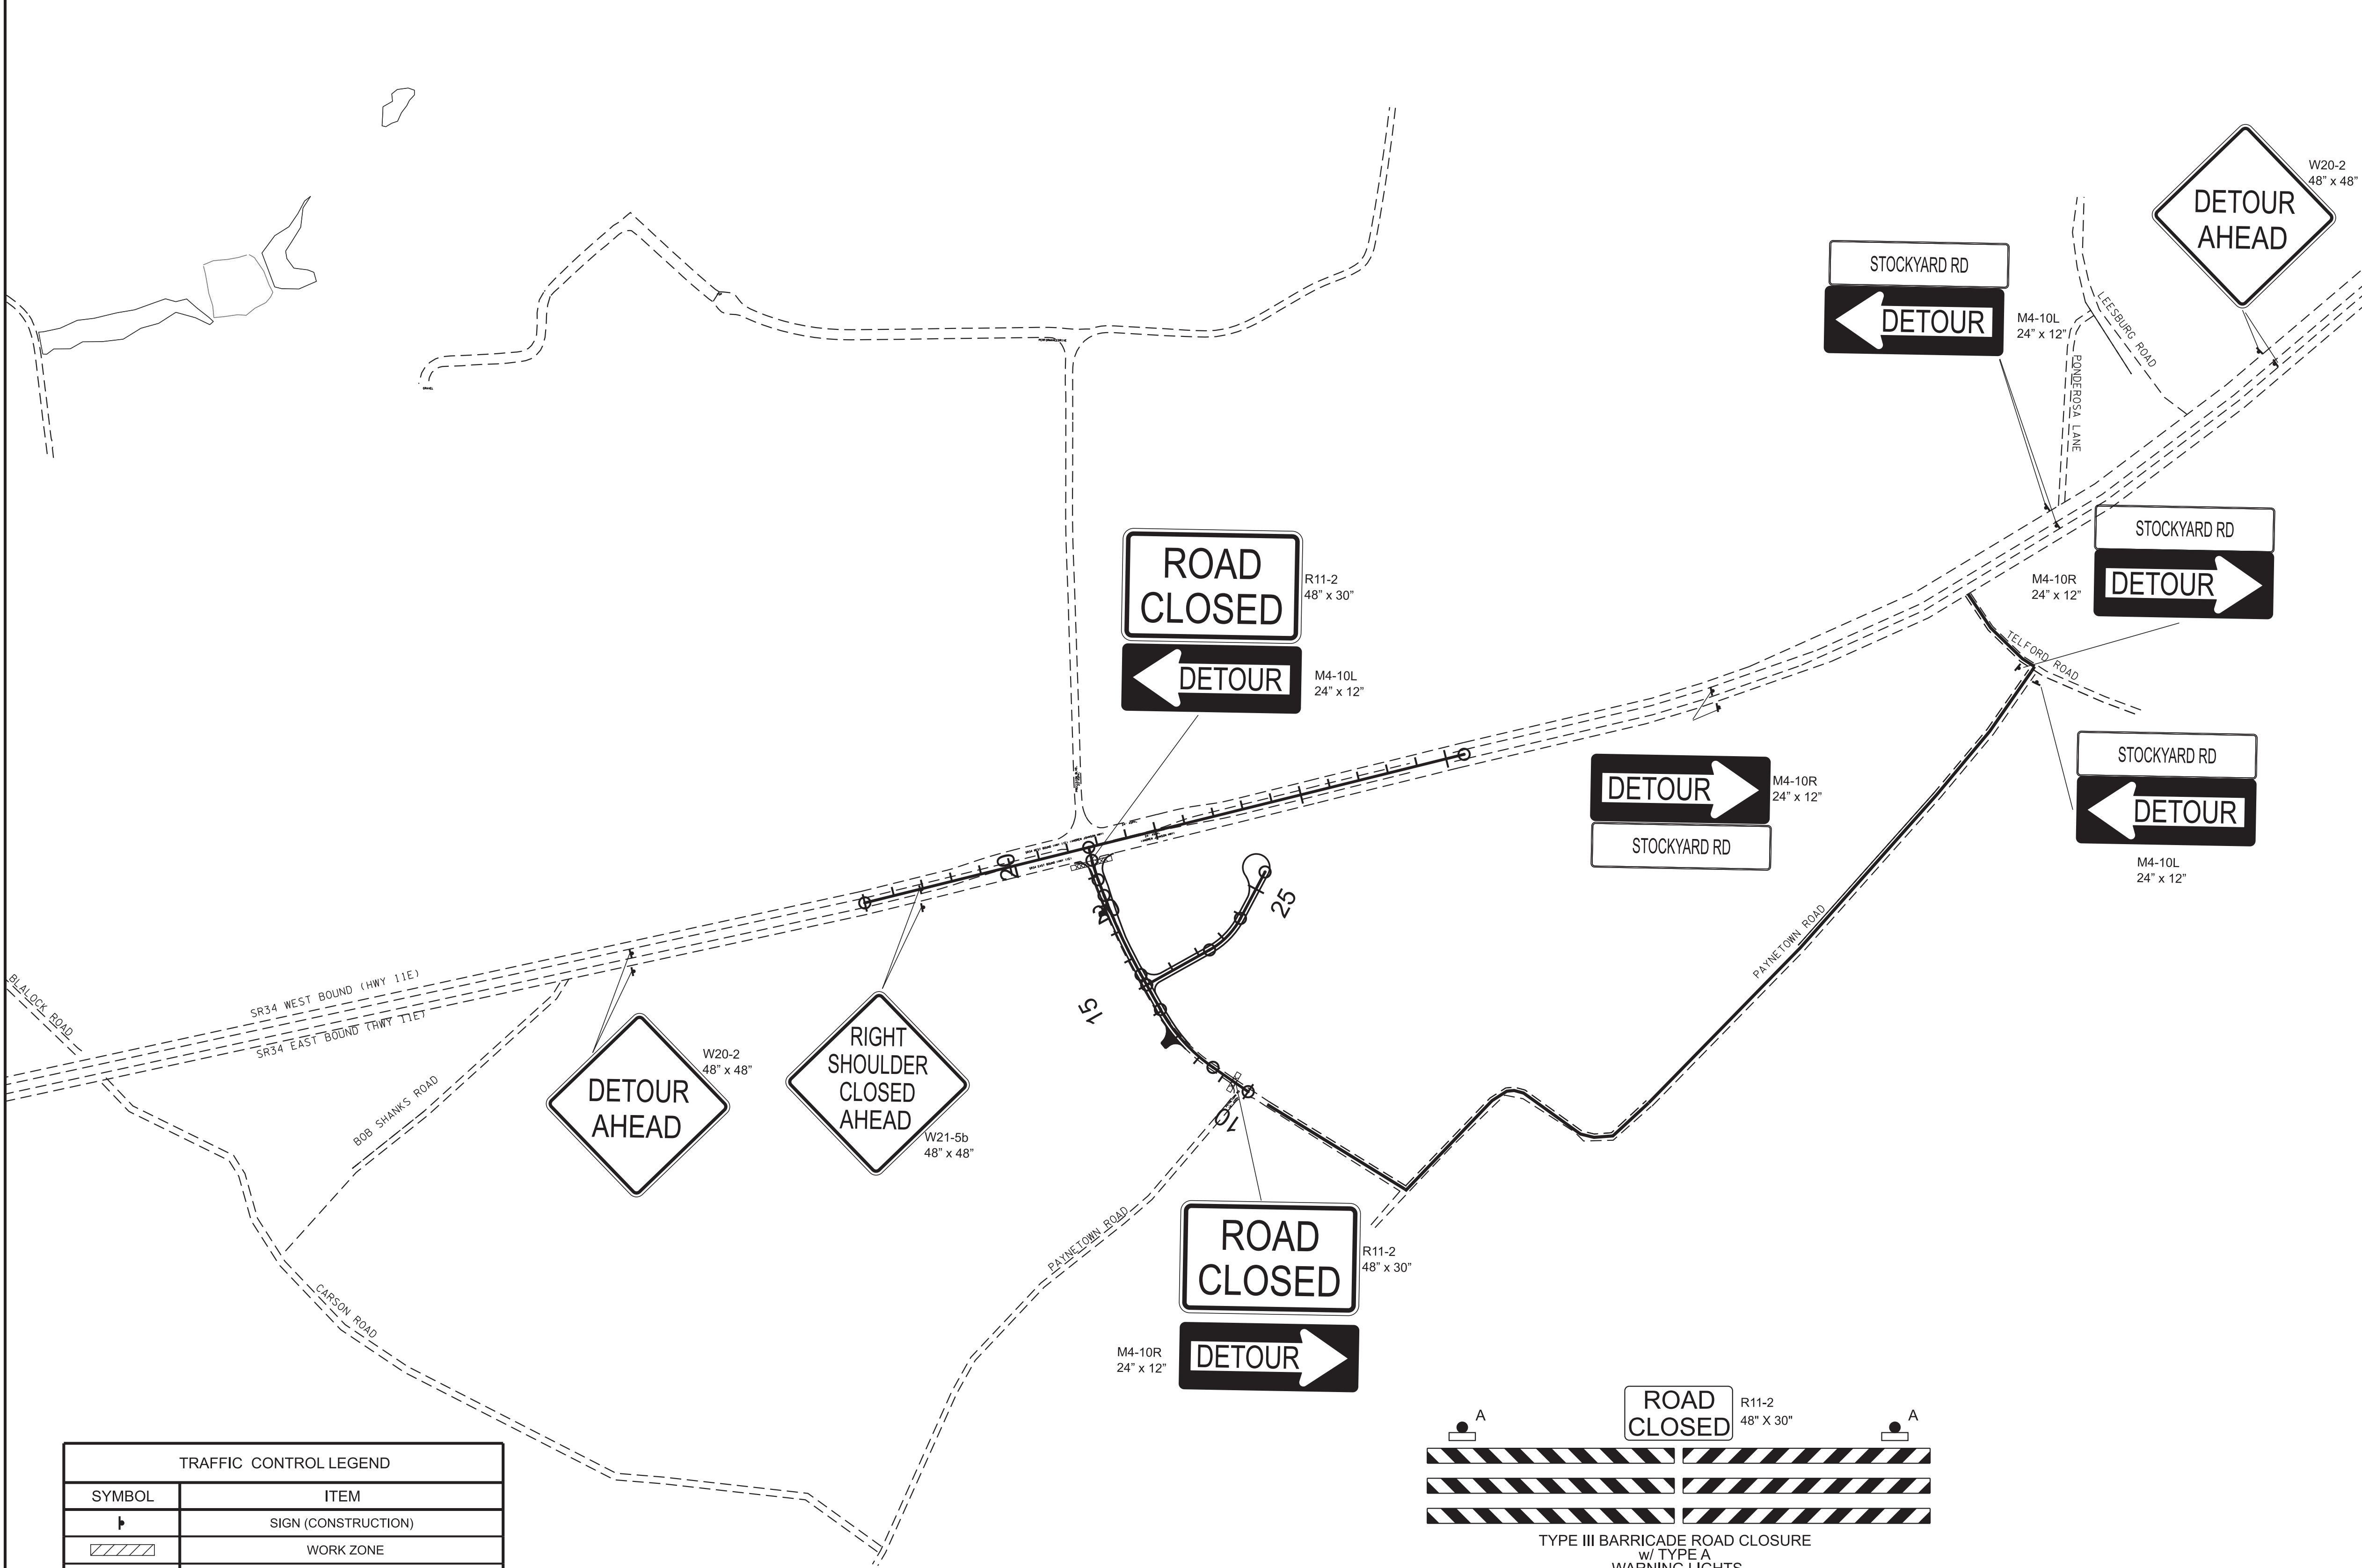 W20-2
48" x 48"
DETOUR
AHEAD
STOCKYARD RD
DETOUR
M4-10L
24" x 12"
LEESBURG ROAD
PONDEROSA LANE
STOCKYARD RD
M4-10R
24" x 12"
DETOUR
ROAD
CLOSED
R11-2
48" x 30"
DETOUR
M4-10L
24" x 12"
TELFORD ROAD
DETOUR
M4-10R
24" x 12"
STOCKYARD RD
STOCKYARD RD
DETOUR
M4-10L
24" x 12"
20
25
15
10
PAYNETOWN ROAD
SR34 WEST BOUND (HWY 11E)
SR34 EAST BOUND (HWY 11E)
BLALOCK ROAD
BOB SHANKS ROAD
DETOUR
AHEAD
W20-2
48" x 48"
RIGHT
SHOULDER
CLOSED
AHEAD
W21-5b
48" x 48"
CARSON ROAD
PAYNETOWN ROAD
ROAD
CLOSED
R11-2
48" x 30"
M4-10R
24" x 12"
DETOUR
TRAFFIC CONTROL LEGEND
SYMBOL ITEM
SIGN (CONSTRUCTION)
WORK ZONE
A
ROAD
CLOSED
R11-2
48" X 30"
A
TYPE III BARRICADE ROAD CLOSURE
w/ TYPE A
WARNING LIGHTS